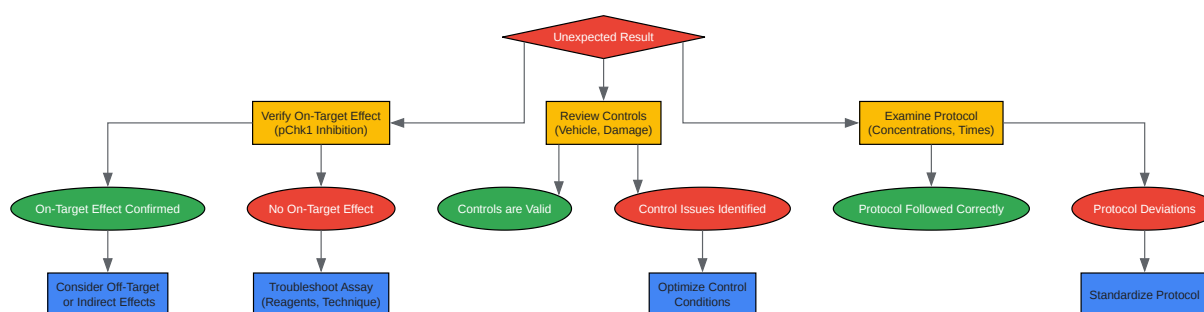 Unexpected Result
Verify On-Target Effect
(pChk1 Inhibition)
Review Controls
(Vehicle, Damage)
Examine Protocol
(Concentrations, Times)
On-Target Effect Confirmed
No On-Target Effect
Controls are Valid
Control Issues Identified
Protocol Followed Correctly
Protocol Deviations
Consider Off-Target
or Indirect Effects
Troubleshoot Assay
(Reagents, Technique)
Optimize Control
Conditions
Standardize Protocol